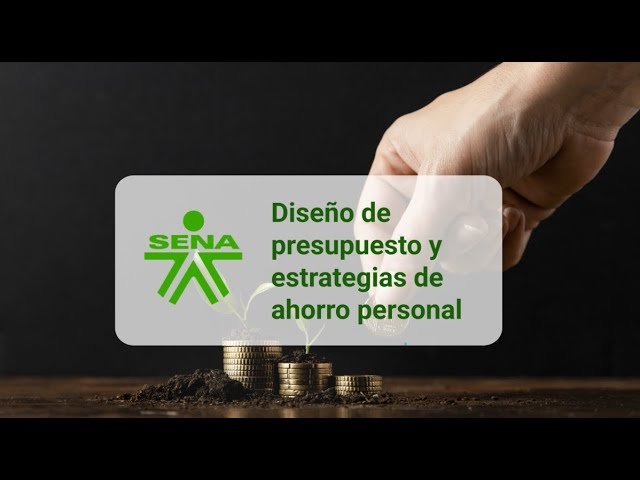 SENA
Diseño de
presupuesto y
estrategias de
ahorro personal